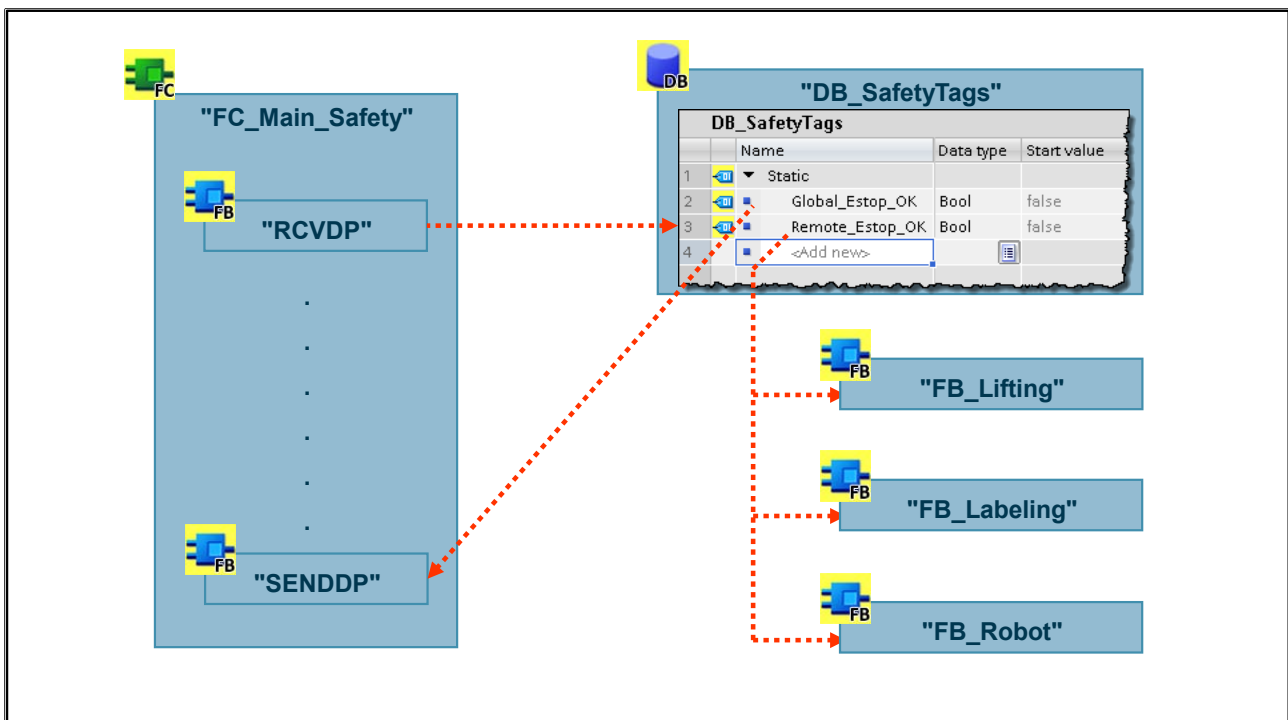 FC
"FC_Main_Safety"
FB
"RCVDP"
.
.
.
.
.
.
FB
"SENDDP"
DB
"DB_SafetyTags"
DB_SafetyTags
Name Data type Start value
1 Static
2 Global_Estop_OK Bool false
3 Remote_Estop_OK Bool false
4 <Add new>
FB
"FB_Lifting"
FB
"FB_Labeling"
FB
"FB_Robot"